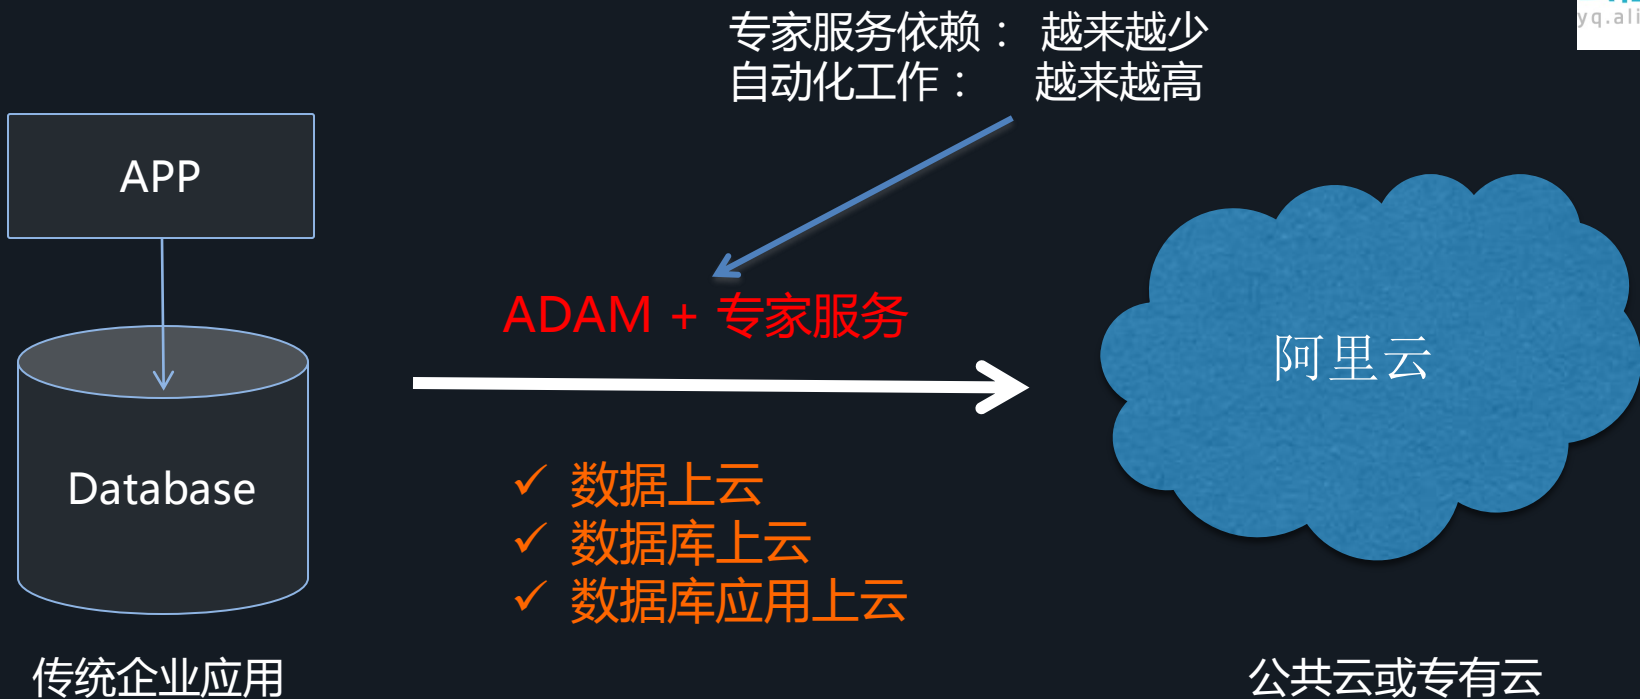 专家服务依赖： 越来越少
自动化工作： 越来越高
yq.ali
APP
ADAM + 专家服务
阿里云
Database
数据上云
数据库上云
数据库应用上云
传统企业应用
公共云或专有云